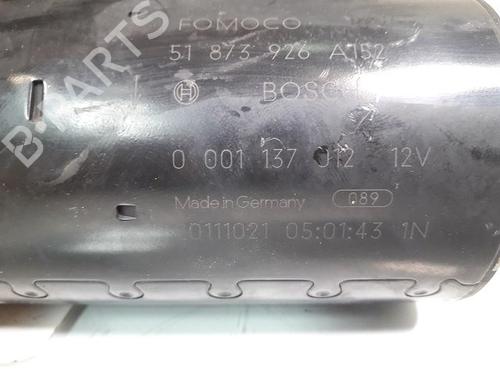 FOMOCO
51 873 926 A152
BOSCH
0 001 137 012 12V
Made in Germany 089
0111021 05:01:43 1N
B-PARTS